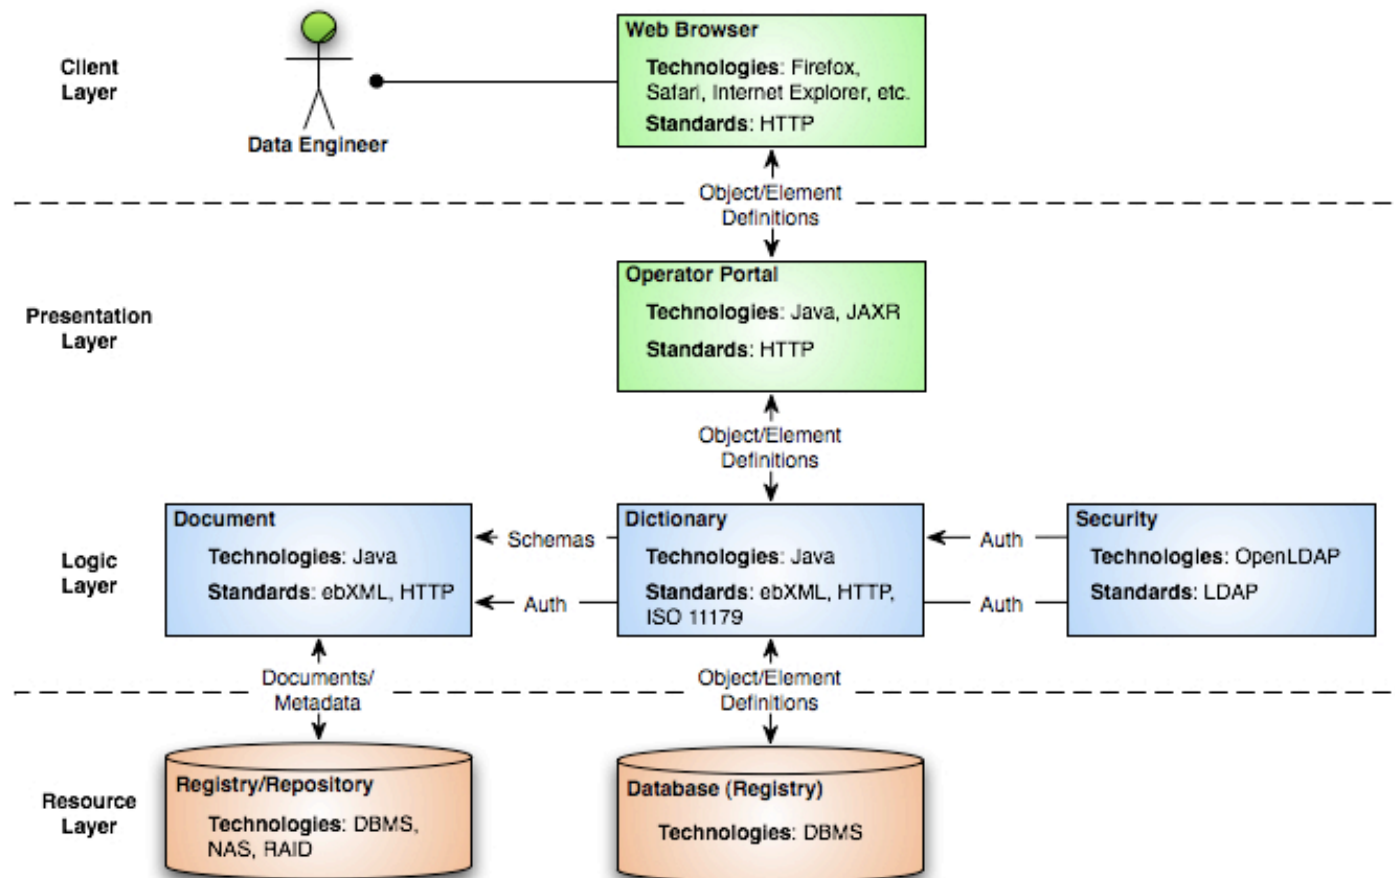 Client
Layer
Data Engineer
Web Browser
Technologies: Firefox,
Safari, Internet Explorer, etc.
Standards: HTTP
Object/Element
Definitions
Presentation
Layer
Operator Portal
Technologies: Java, JAXR
Standards: HTTP
Object/Element
Definitions
Logic
Layer
Document
Technologies: Java
Standards: ebXML, HTTP
Schemas
Auth
Dictionary
Technologies: Java
Standards: ebXML, HTTP,
ISO 11179
Auth
Auth
Security
Technologies: OpenLDAP
Standards: LDAP
Documents/
Metadata
Object/Element
Definitions
Resource
Layer
Registry/Repository
Technologies: DBMS,
NAS, RAID
Database (Registry)
Technologies: DBMS